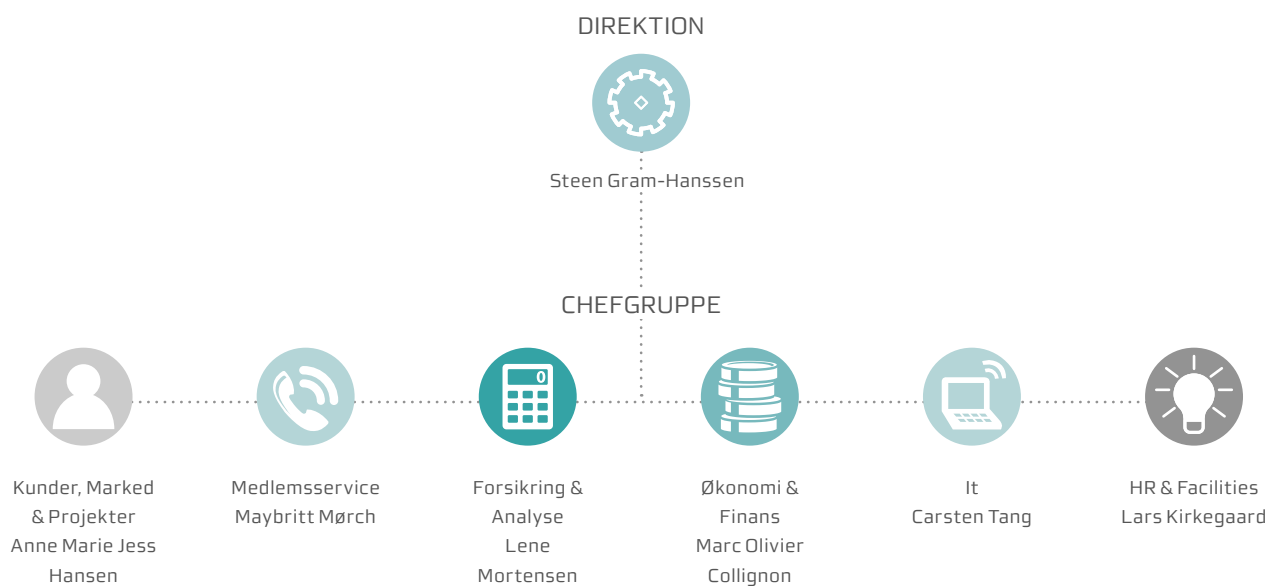 DIREKTION
Steen Gram-Hanssen
CHEFGRUPPE
0
Kunder, Marked
& Projekter
Anne Marie Jess
Hansen
Medlemsservice
Maybritt Mørch
Forsikring &
Analyse
Lene
Mortensen
Økonomi &
Finans
Marc Olivier
Collignon
It
Carsten Tang
HR & Facilities
Lars Kirkegaard